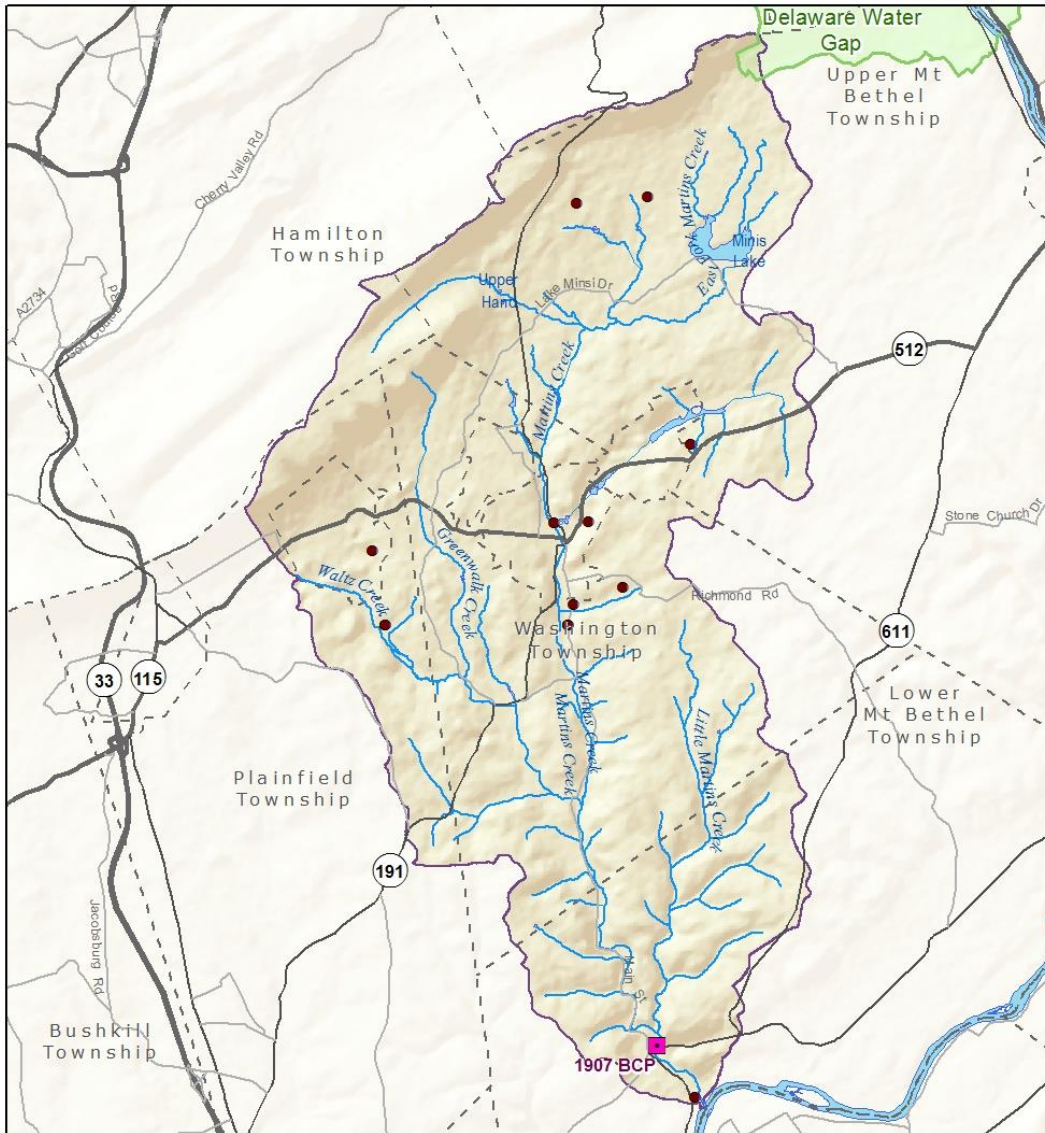 Delaware Water
Gap
Upper Mt
Bethel
Township
Cherry Valley Rd
Hamilton
Township
East Fork Martins Creek
Minis
Lake
Upper
Hand
Lake Minsi Dr
A2734
512
Martins Creek
Stone Church Dr
Greenwalk Creek
Waltz Creek
Richmond Rd
Washington
Township
611
33
115
Lower
Mt Bethel
Township
Martins Creek
Martins Creek
Little Martins Creek
Plainfield
Township
191
Jacobsburg Rd
Main St
Bushkill
Township
1907 BCP